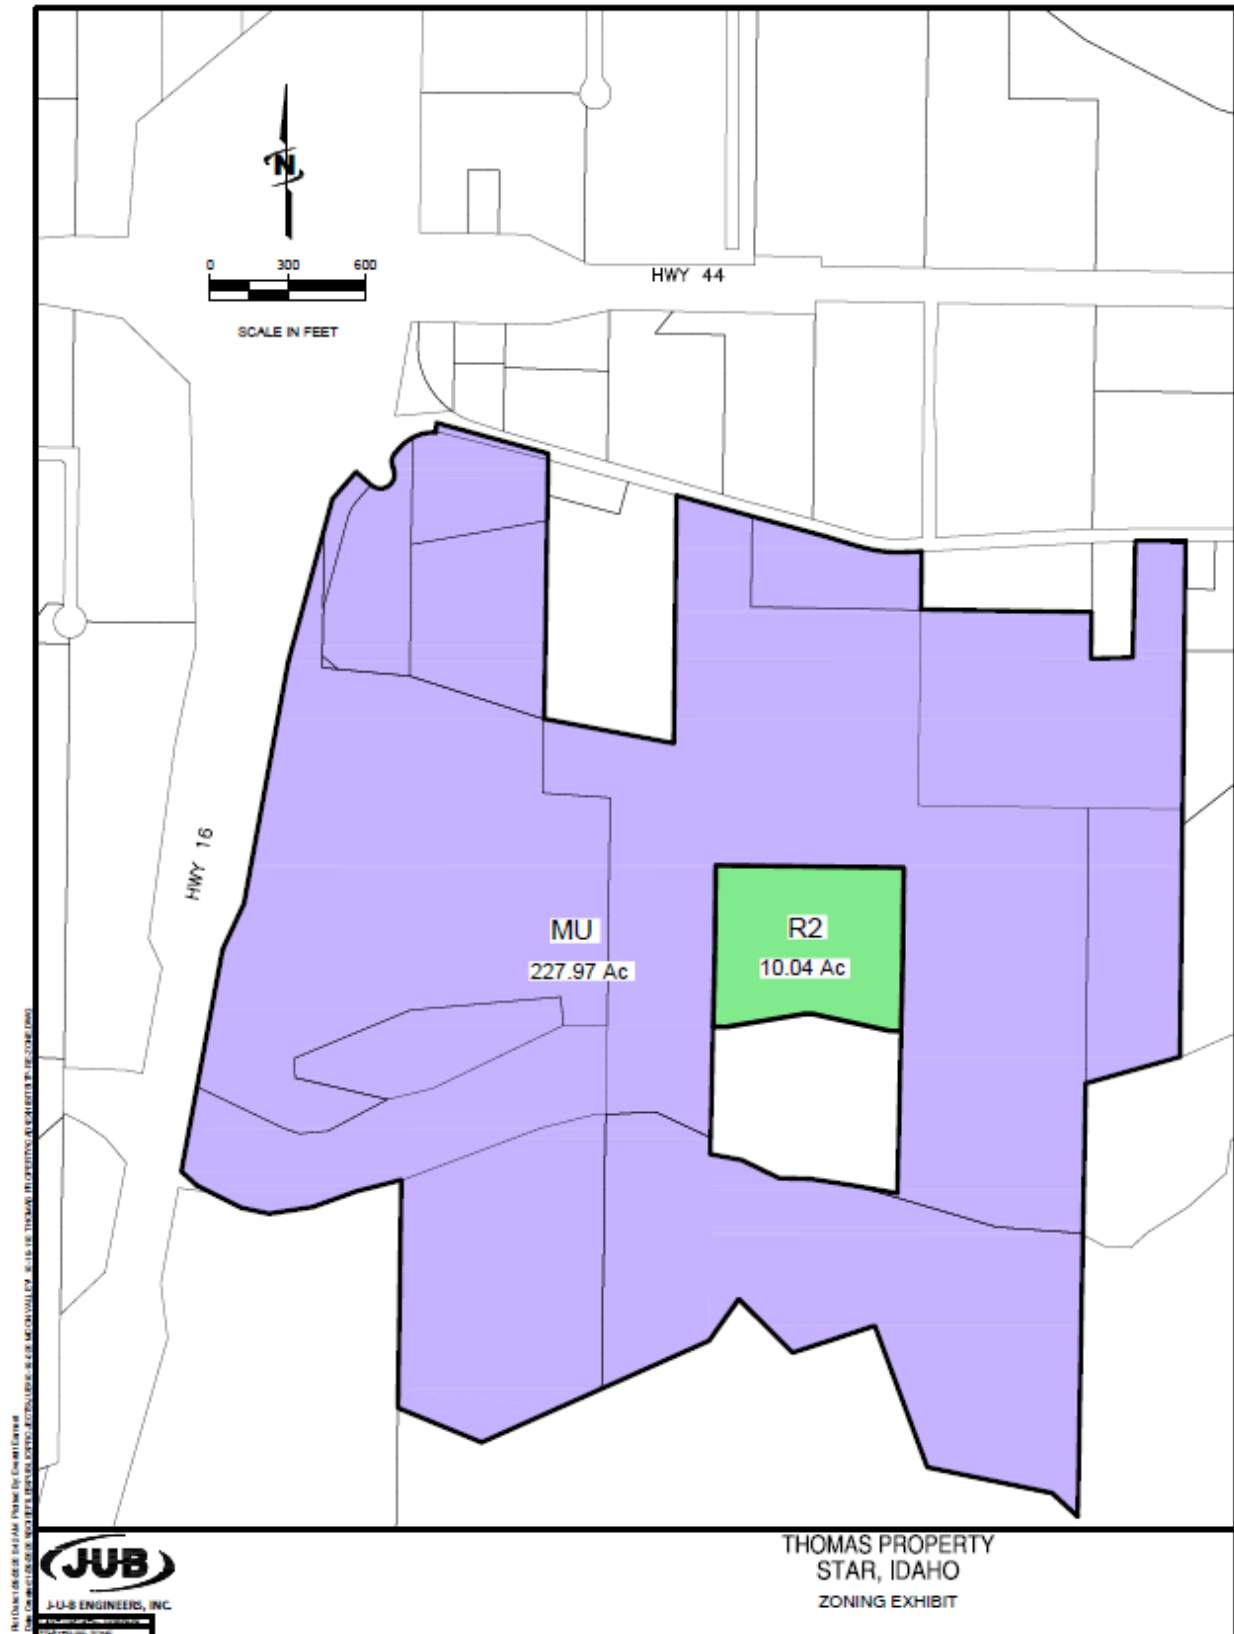 N
0 300 600
SCALE IN FEET
HWY 44
HWY 16
MU
227.97 Ac
R2
10.04 Ac
JUB
J-U-B ENGINEERS, INC.
THOMAS PROPERTY
STAR, IDAHO
ZONING EXHIBIT